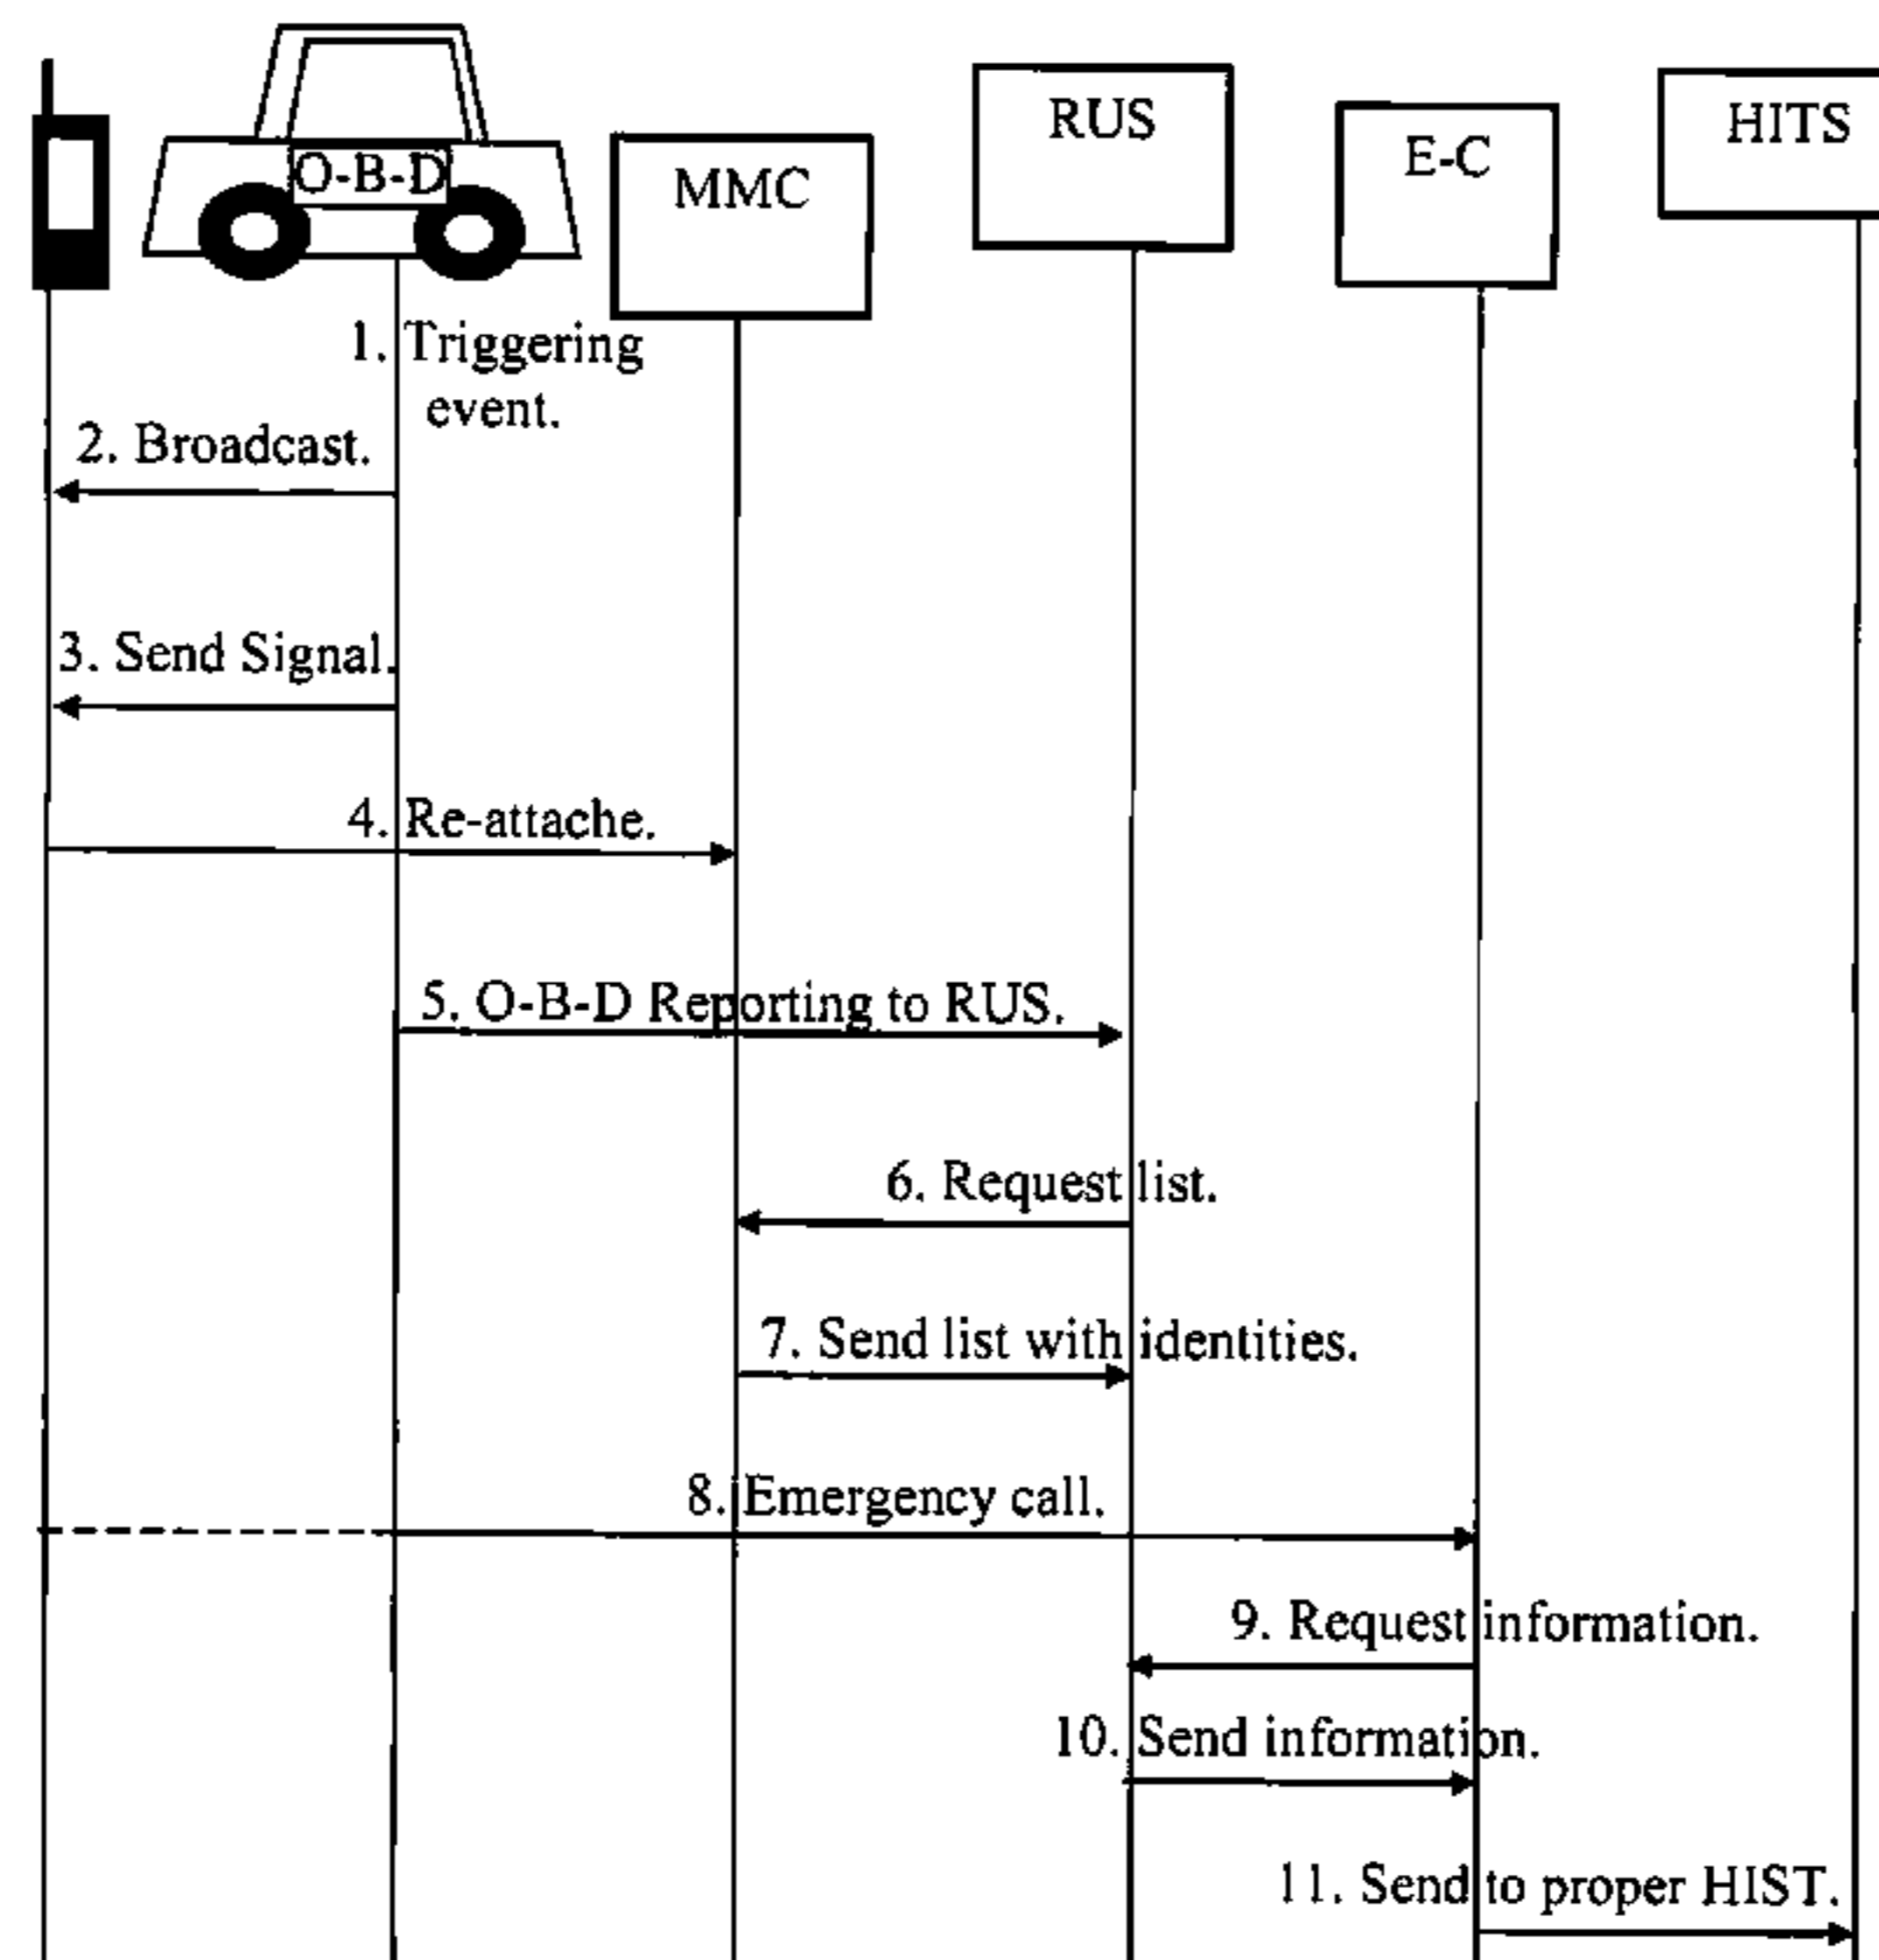 RUS
HITS
E-C
O-B-D
MMC
1. Triggering
event.
2. Broadcast.
3. Send Signal.
4. Re-attache.
5. O-B-D Reporting to RUS.
6. Request list.
7. Send list with identities.
8. Emergency call.
9. Request information.
10. Send information.
11. Send to proper HIST.